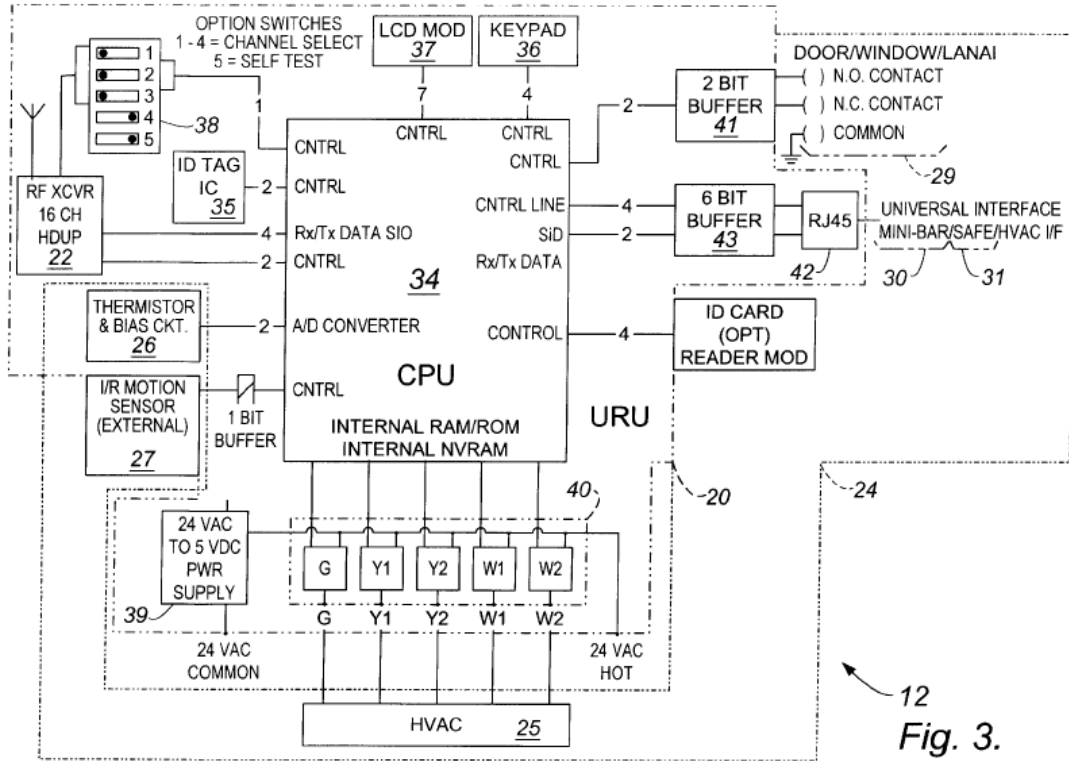 OPTION SWITCHES
1 - 4 = CHANNEL SELECT
5 = SELF TEST
1
2
3
4
5
38
LCD MOD
37
KEYPAD
36
7
4
1
DOOR/WINDOW/LANAI
N.O. CONTACT
N.C. CONTACT
COMMON
29
2 BIT
BUFFER
41
2
CNTRL
CNTRL
CNTRL
CNTRL
ID TAG
IC
35
2
CNTRL
RF XCVR
16 CH
HDUP
22
4
Rx/Tx DATA SIO
2
CNTRL
CNTRL LINE
4
SiD
2
Rx/Tx DATA
6 BIT
BUFFER
43
RJ45
42
UNIVERSAL INTERFACE
MINI-BAR/SAFE/HVAC I/F
30
31
34
THERMISTOR
& BIAS CKT.
26
2
A/D CONVERTER
CONTROL
4
ID CARD
(OPT)
READER MOD
I/R MOTION
SENSOR
(EXTERNAL)
27
1 BIT
BUFFER
CNTRL
CPU
INTERNAL RAM/ROM
INTERNAL NVRAM
URU
20
24
40
24 VAC
TO 5 VDC
PWR
SUPPLY
39
G
Y1
Y2
W1
W2
G
Y1
Y2
W1
W2
24 VAC
COMMON
24 VAC
HOT
HVAC
25
12
Fig. 3.